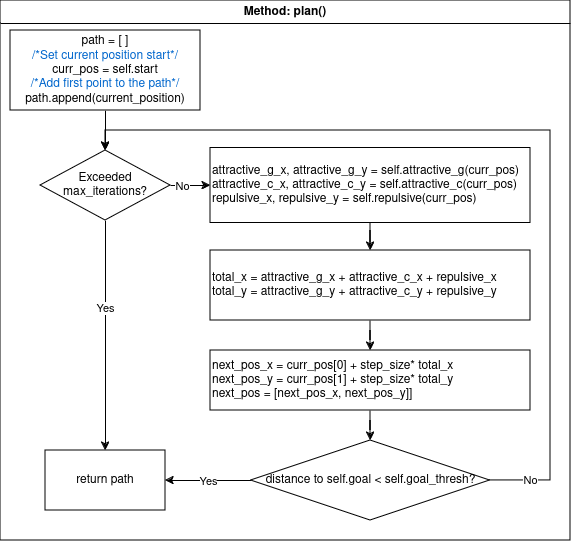 Method: plan()
path = [ ]
/*Set current position start*/
curr_pos = self.start
/*Add first point to the path*/
path.append(current_position)
Exceeded
max_iterations?
No
attractive_g_x, attractive_g_y = self.attractive_g(curr_pos)
attractive_c_x, attractive_c_y = self.attractive_c(curr_pos)
repulsive_x, repulsive_y = self.repulsive(curr_pos)
total_x = attractive_g_x + attractive_c_x + repulsive_x
total_y = attractive_g_y + attractive_c_y + repulsive_y
Yes
next_pos_x = curr_pos[0] + step_size* total_x
next_pos_y = curr_pos[1] + step_size* total_y
next_pos = [next_pos_x, next_pos_y]]
return path
Yes
distance to self.goal < self.goal_thresh?
No